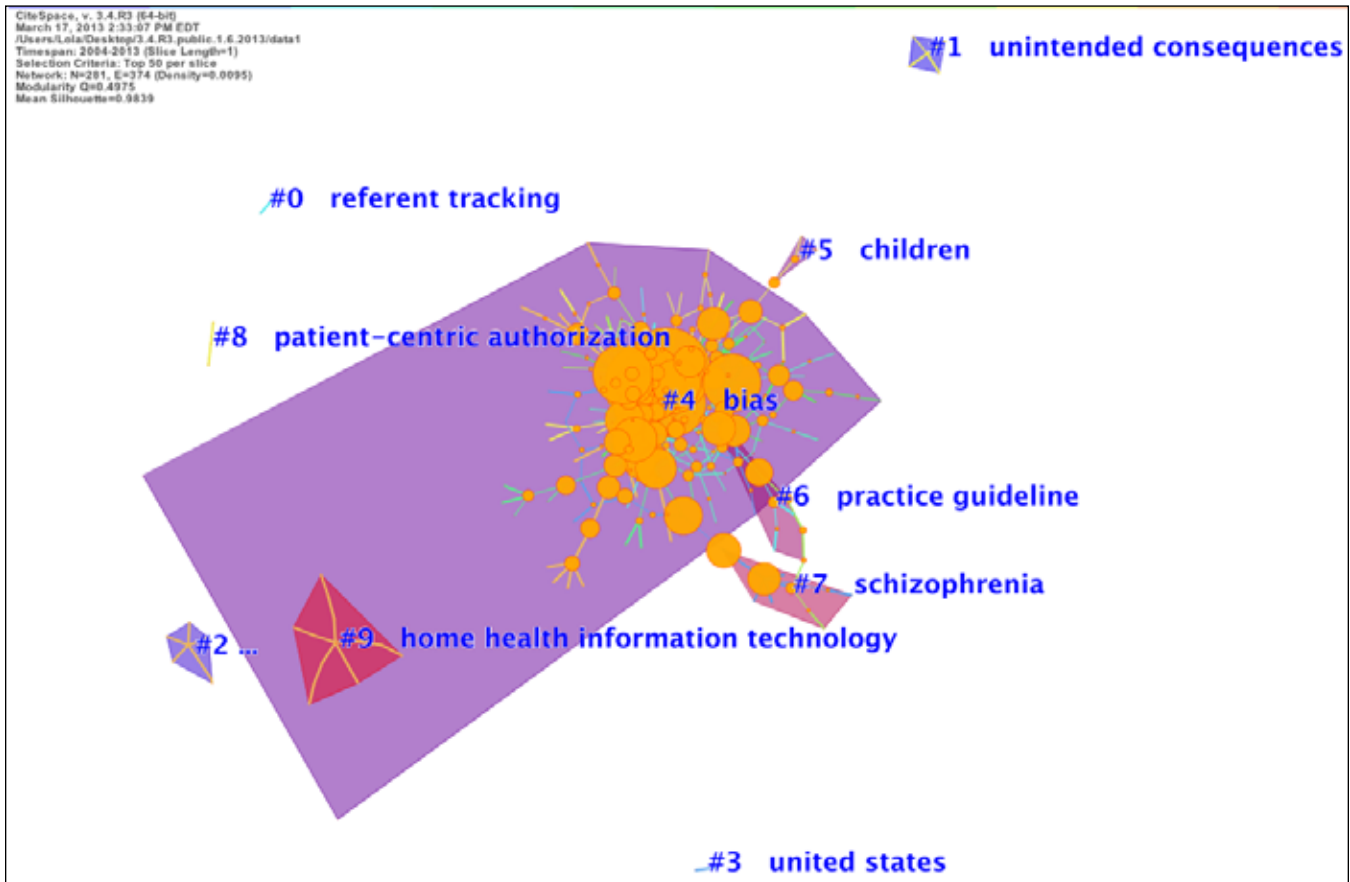 CiteSpace, v. 3.4.R3 (64-bit)
March 17, 2013 2:33:07 PM EDT
/Users/Lola/Desktop/3.4.R3.public.1.6.2013/data1
Timespan: 2004-2013 (Slice Length=1)
Selection Criteria: Top 50 per slice
Network: N=281, E=374 (Density=0.0095)
Modularity Q=0.4975
Mean Silhouette=0.9839
#1 unintended consequences
#0 referent tracking
#5 children
#8 patient-centric authorization
#4 bias
#6 practice guideline
#7 schizophrenia
#2 ...
#9 home health information technology
#3 united states